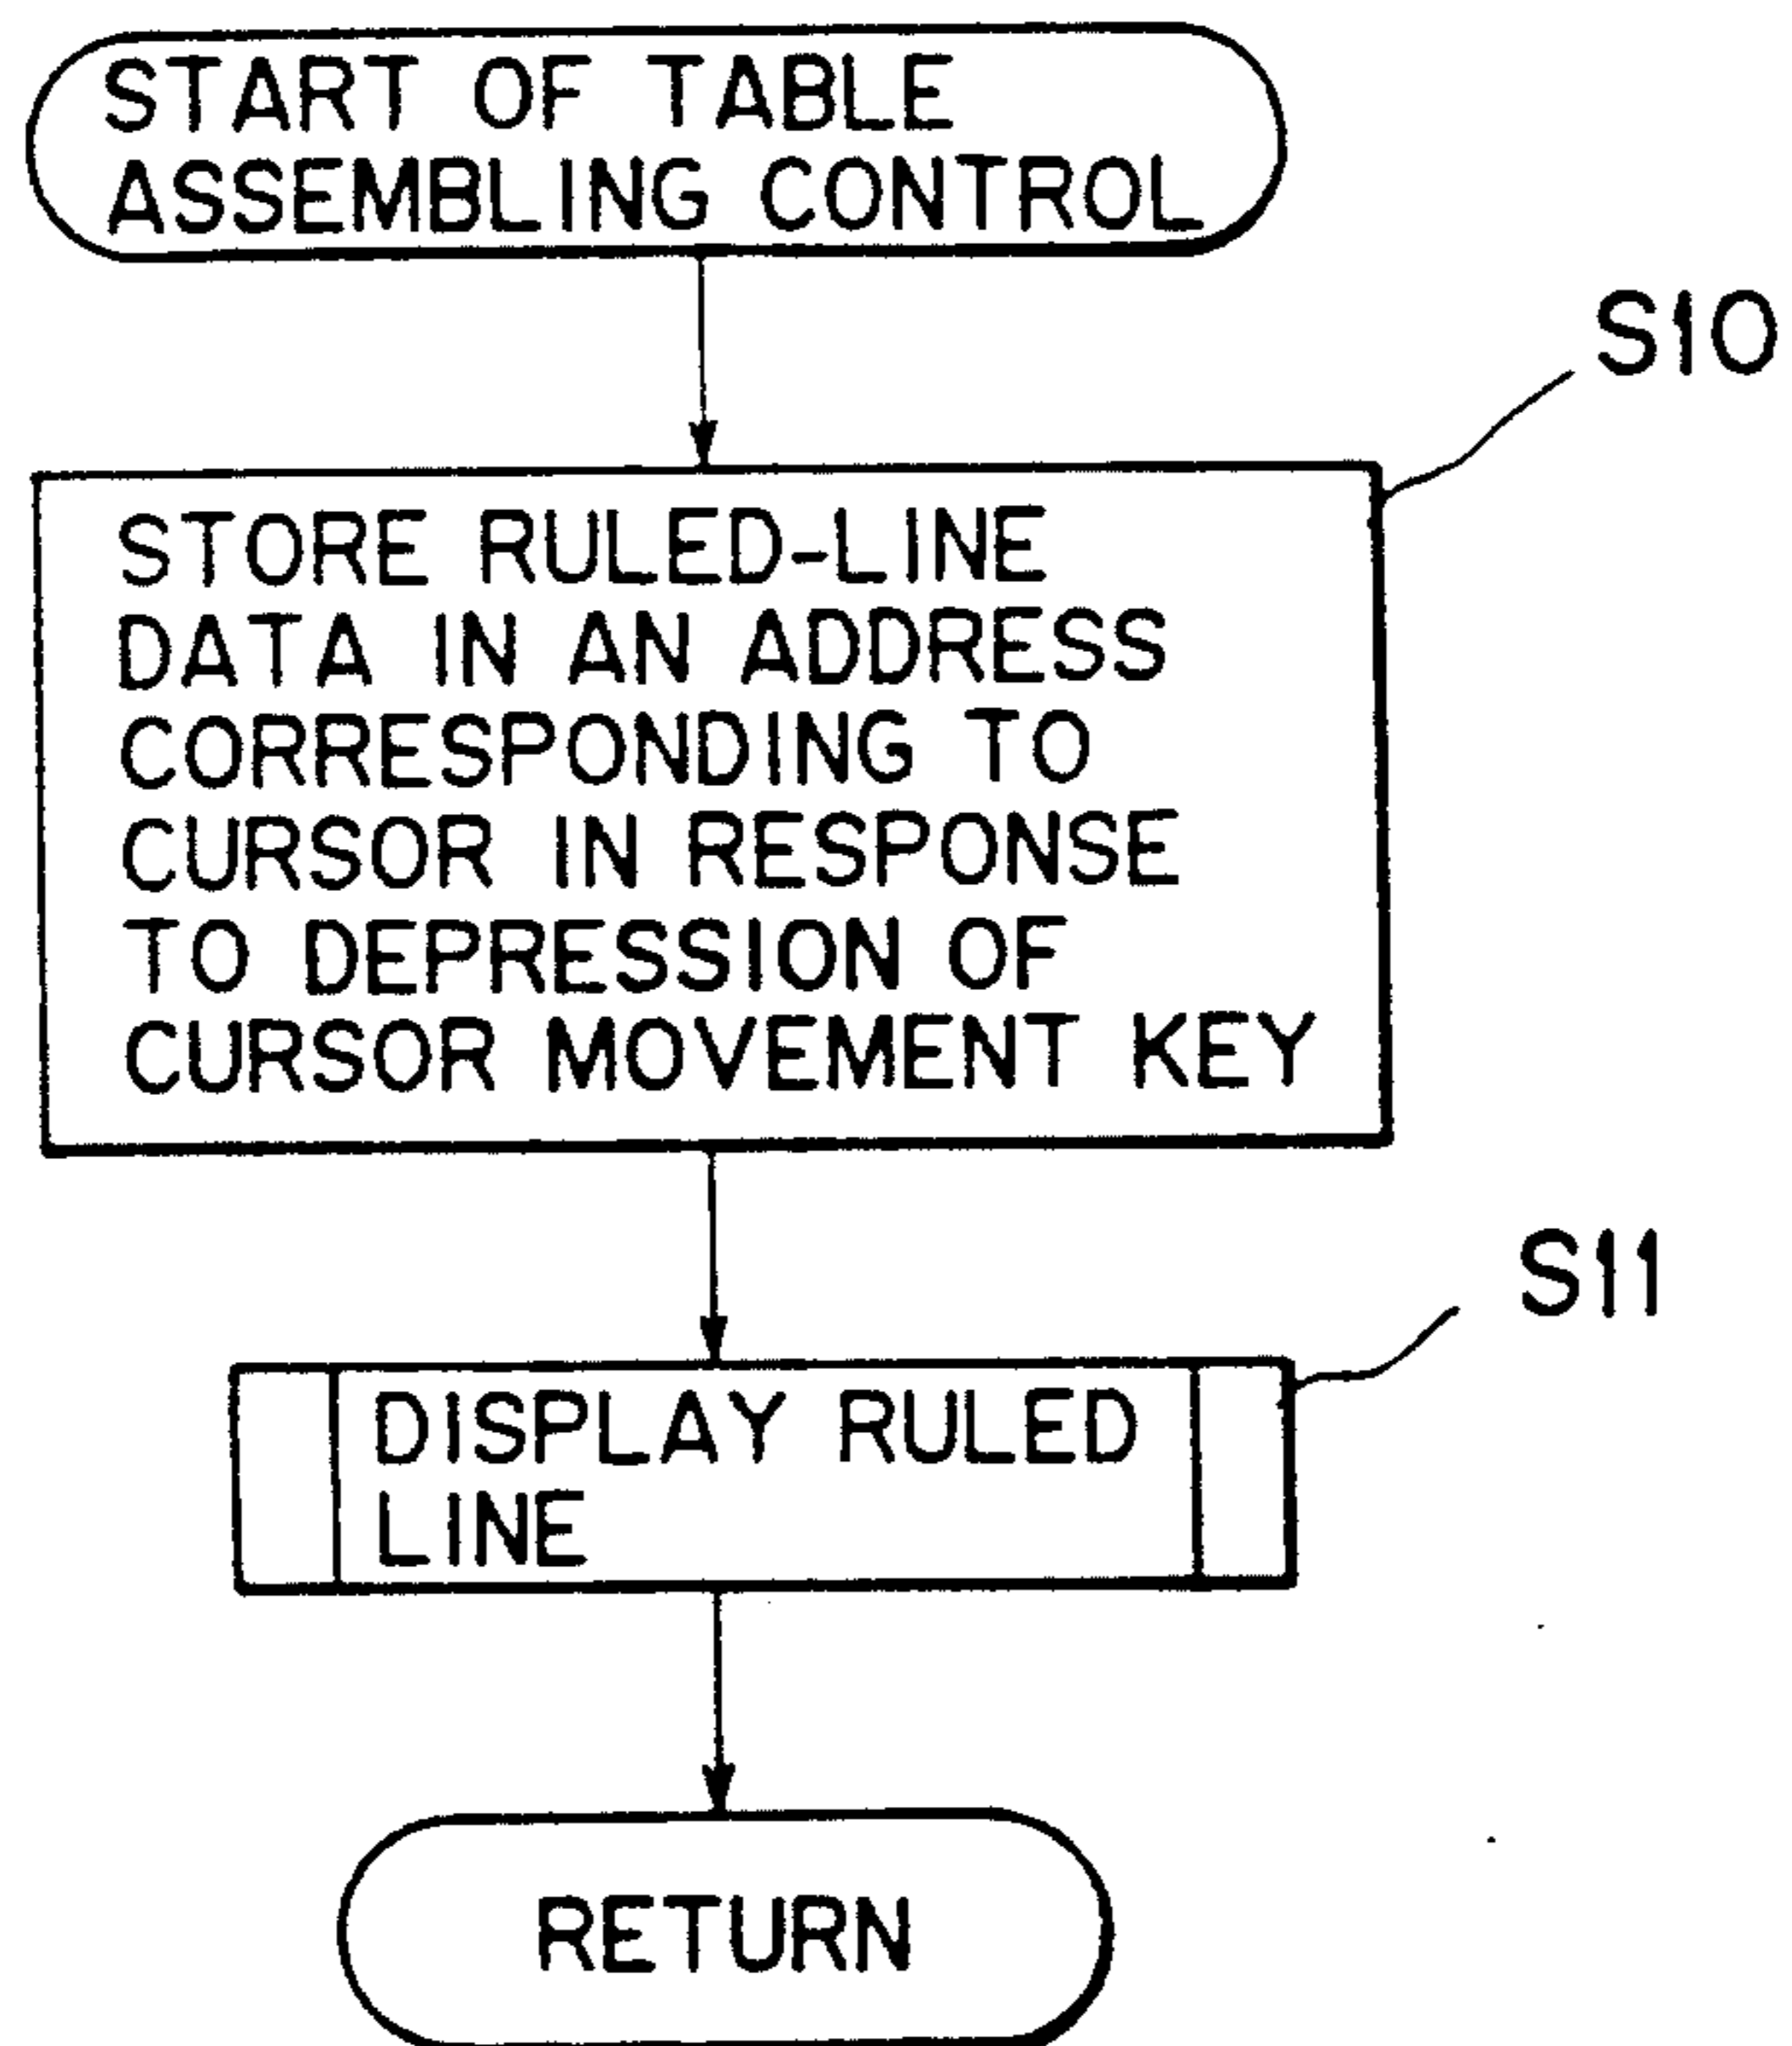 START OF TABLE
ASSEMBLING CONTROL
S10
STORE RULED-LINE
DATA IN AN ADDRESS
CORRESPONDING TO
CURSOR IN RESPONSE
TO DEPRESSION OF
CURSOR MOVEMENT KEY
S11
DISPLAY RULED
LINE
RETURN